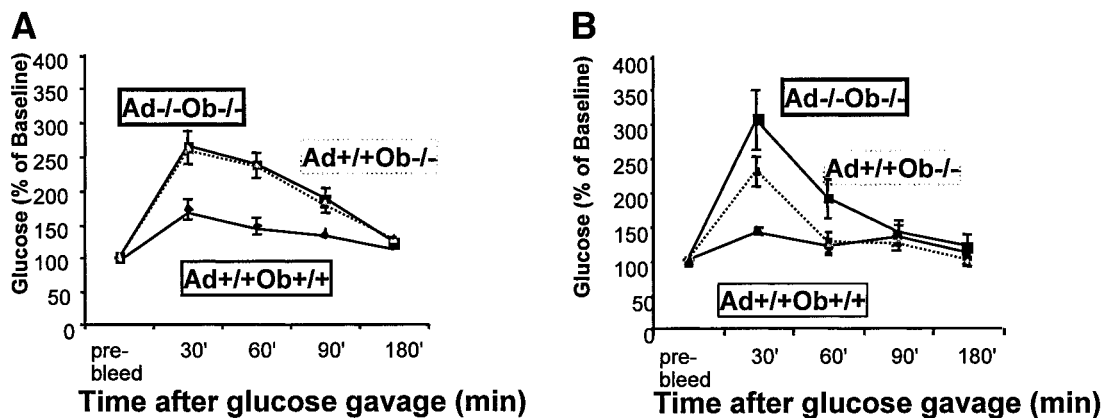 A
Glucose (% of Baseline)
400
350
300
250
200
150
100
50
0
Ad-/-Ob-/-
Ad+/+Ob-/-
Ad+/+Ob+/+
pre-
bleed
30'
60'
90'
180'
Time after glucose gavage (min)
B
Glucose (% of Baseline)
400
350
300
250
200
150
100
50
0
Ad-/-Ob-/-
Ad+/+Ob-/-
Ad+/+Ob+/+
pre-
bleed
30'
60'
90'
180'
Time after glucose gavage (min)